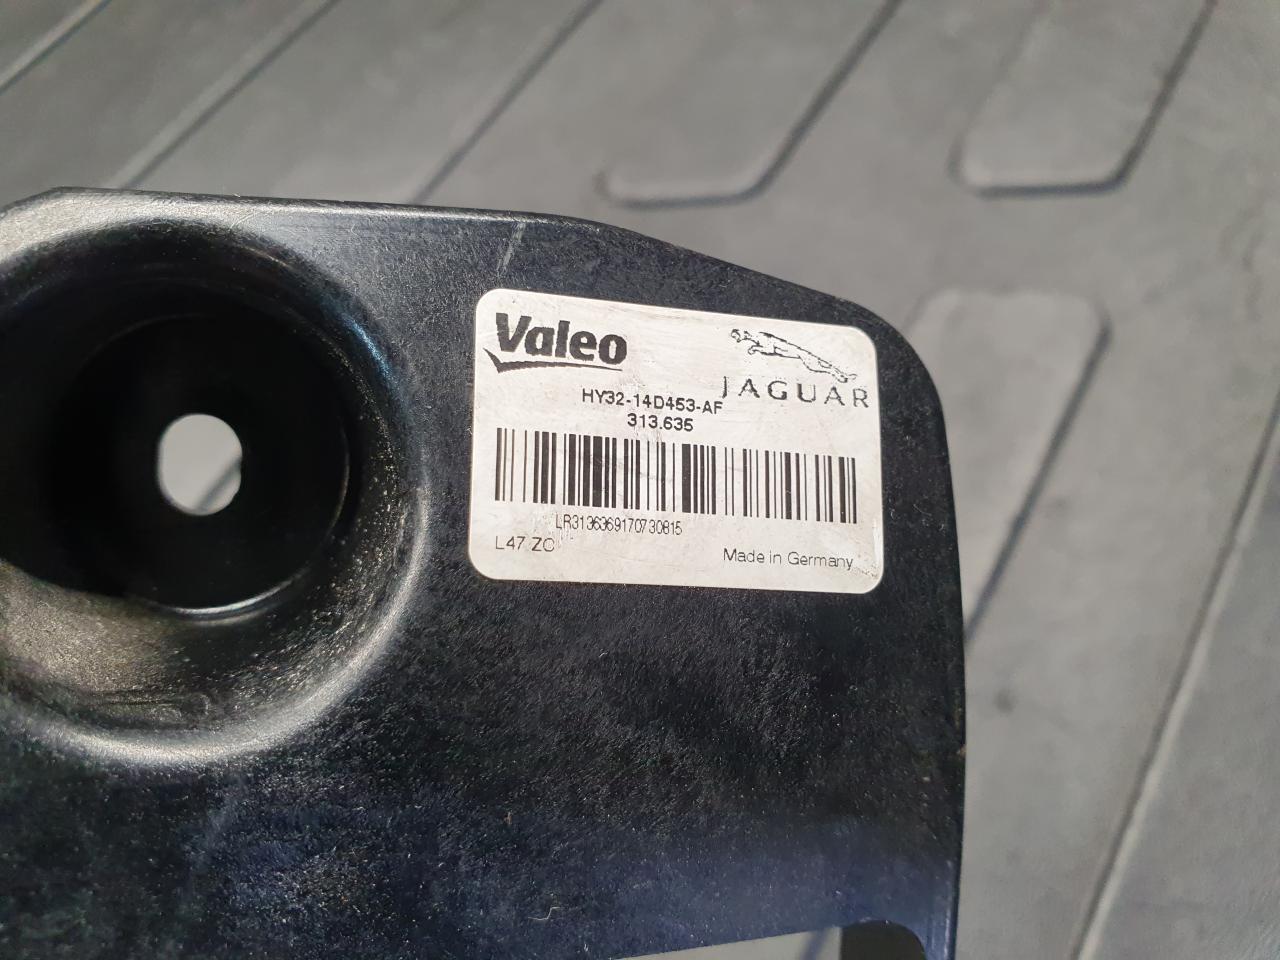 Valeo
JAGUAR
HY32-14D453-AF
313.635
LR3136369170730815
L47 ZC
Made in Germany